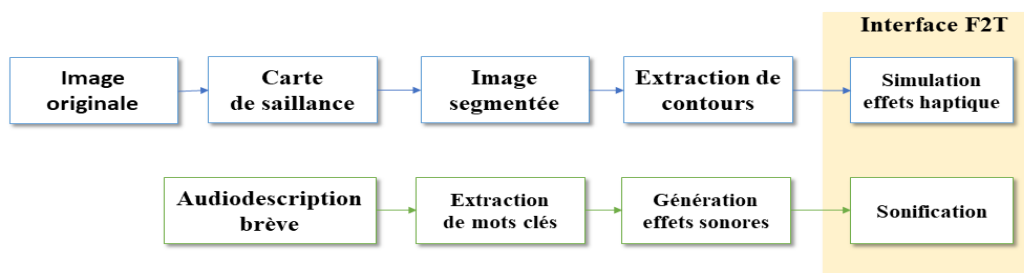 Interface F2T
Image
originale
Carte
de saillance
Image
segmentée
Extraction de
contours
Simulation
effets haptique
Audiodescription
brève
Extraction
de mots clés
Génération
effets sonores
Sonification